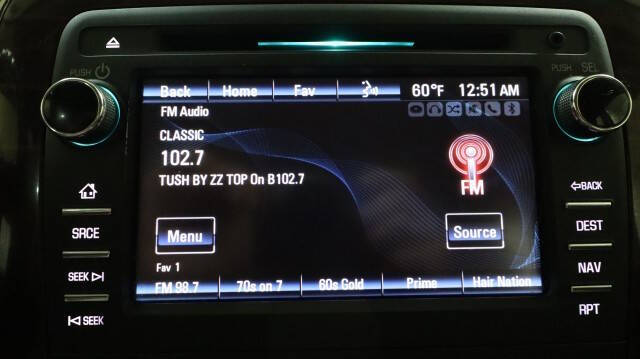 PUSH
PUSH SEL
Back Home Fav 60°F 12:51 AM
FM Audio
CLASSIC
102.7
TUSH BY ZZ TOP On B102.7
FM
Menu
Source
Fav 1
FM 98.7 70s on 7 60s Gold Prime Hair Nation
SRCE
SEEK
SEEK
BACK
DEST
NAV
RPT